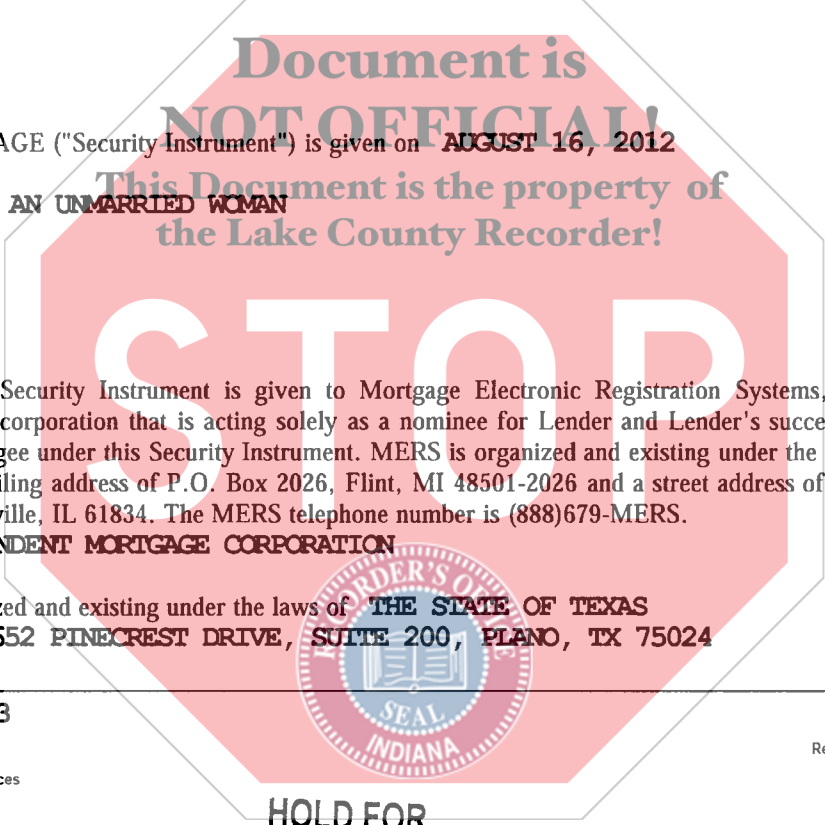 Document is
NOT OFFICIAL!
AGE ("Security Instrument") is given on AUGUST 16, 2012
This Document is the property of
AN UNMARRIED WOMAN
the Lake County Recorder!
STOP
Security Instrument is given to Mortgage Electronic Registration Systems,
corporation that is acting solely as a nominee for Lender and Lender's succe
gee under this Security Instrument. MERS is organized and existing under the
iling address of P.O. Box 2026, Flint, MI 48501-2026 and a street address of
ville, IL 61834. The MERS telephone number is (888)679-MERS.
NDENT MORTGAGE CORPORATION
RECORDER'S OFFICE
zed and existing under the laws of THE STATE OF TEXAS
552 PINECREST DRIVE, SUITE 200, PLANO, TX 75024
SEAL
INDIANA
3
Re
ces
HOLD FOR